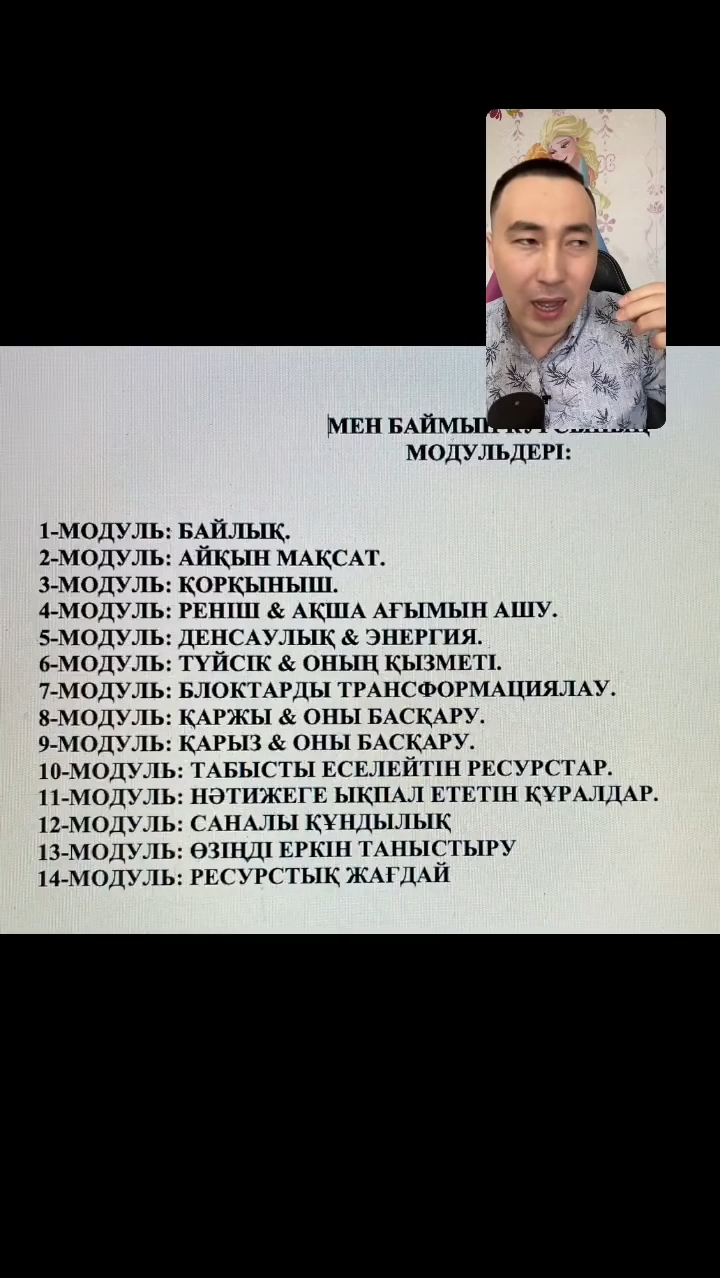 МЕН БАЙМЫН
МОДУЛЬДЕРІ:
1-МОДУЛЬ: БАЙЛЫҚ.
2-МОДУЛЬ: АЙҚЫН МАҚСАТ.
3-МОДУЛЬ: ҚОРҚЫНЫШ.
4-МОДУЛЬ: РЕНІШ & АҚША АҒЫМЫН АШУ.
5-МОДУЛЬ: ДЕНСАУЛЫҚ & ЭНЕРГИЯ.
6-МОДУЛЬ: ТҮЙСІК & ОНЫҢ ҚЫЗМЕТІ.
7-МОДУЛЬ: БЛОКТАРДЫ ТРАНСФОРМАЦИЯЛАУ.
8-МОДУЛЬ: ҚАРЖЫ & ОНЫ БАСҚАРУ.
9-МОДУЛЬ: ҚАРЫЗ & ОНЫ БАСҚАРУ.
10-МОДУЛЬ: ТАБЫСТЫ ЕСЕЛЕЙТІН РЕСУРСТАР.
11-МОДУЛЬ: НӘТИЖЕГЕ ЫҚПАЛ ЕТЕТІН ҚҰРАЛДАР.
12-МОДУЛЬ: САНАЛЫ ҚҰНДЫЛЫҚ
13-МОДУЛЬ: ӨЗІҢДІ ЕРКІН ТАНЫСТЫРУ
14-МОДУЛЬ: РЕСУРСТЫҚ ЖАҒДАЙ